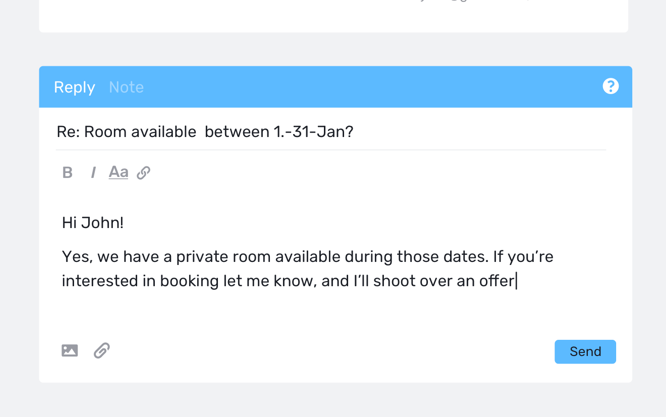 Reply Note
Re: Room available  between 1.-31-Jan?
B I Aa
Hi John!
Yes, we have a private room available during those dates. If you’re
interested in booking let me know, and I’ll shoot over an offer
Send